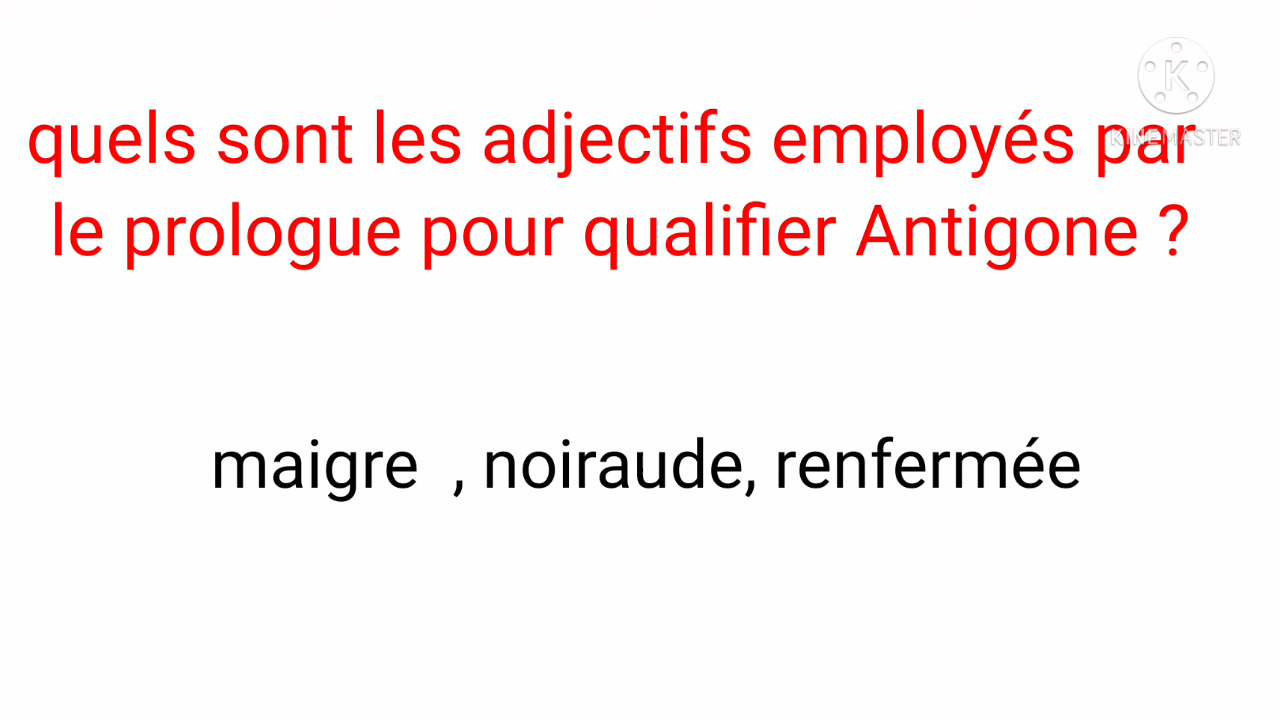 K
KINEMASTER
quels sont les adjectifs employés par
le prologue pour qualifier Antigone ?
maigre , noiraude, renfermée